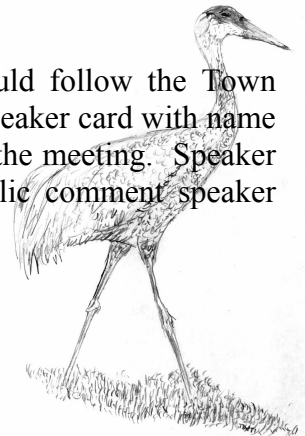 uld follow the Town
eaker card with name
the meeting. Speaker
lic comment speaker